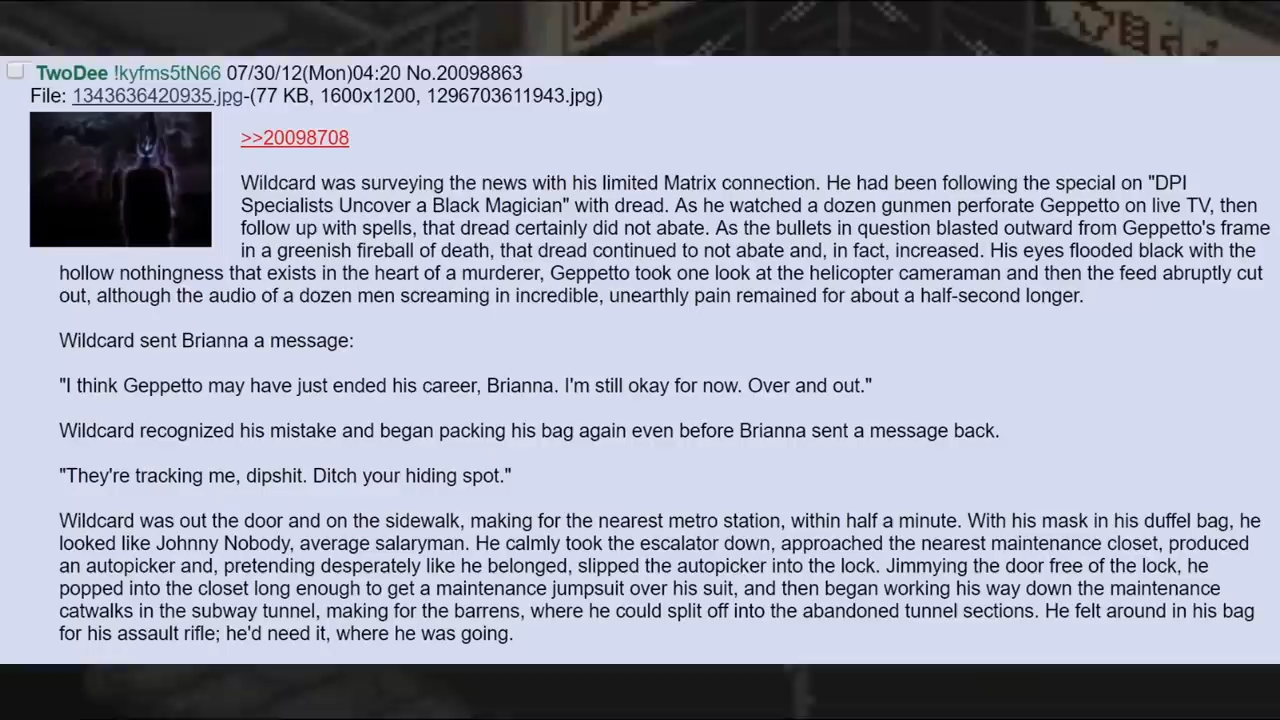 TwoDee !kyfms5tN66 07/30/12(Mon)04:20 No.20098863
File: 1343636420935.jpg-(77 KB, 1600x1200, 1296703611943.jpg)
>>20098708
Wildcard was surveying the news with his limited Matrix connection. He had been following the special on "DPI
Specialists Uncover a Black Magician" with dread. As he watched a dozen gunmen perforate Geppetto on live TV, then
follow up with spells, that dread certainly did not abate. As the bullets in question blasted outward from Geppetto's frame
in a greenish fireball of death, that dread continued to not abate and, in fact, increased. His eyes flooded black with the
hollow nothingness that exists in the heart of a murderer, Geppetto took one look at the helicopter cameraman and then the feed abruptly cut
out, although the audio of a dozen men screaming in incredible, unearthly pain remained for about a half-second longer.
Wildcard sent Brianna a message:
"I think Geppetto may have just ended his career, Brianna. I'm still okay for now. Over and out."
Wildcard recognized his mistake and began packing his bag again even before Brianna sent a message back.
"They're tracking me, dipshit. Ditch your hiding spot."
Wildcard was out the door and on the sidewalk, making for the nearest metro station, within half a minute. With his mask in his duffel bag, he
looked like Johnny Nobody, average salaryman. He calmly took the escalator down, approached the nearest maintenance closet, produced
an autopicker and, pretending desperately like he belonged, slipped the autopicker into the lock. Jimmying the door free of the lock, he
popped into the closet long enough to get a maintenance jumpsuit over his suit, and then began working his way down the maintenance
catwalks in the subway tunnel, making for the barrens, where he could split off into the abandoned tunnel sections. He felt around in his bag
for his assault rifle; he'd need it, where he was going.